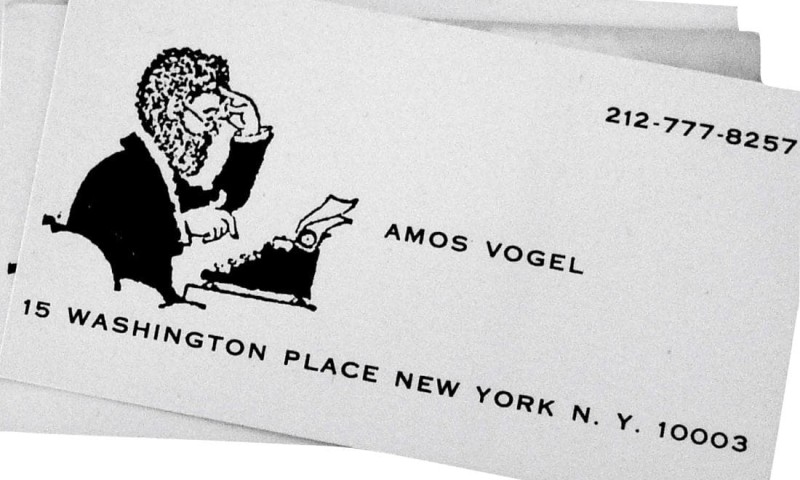 212-777-8257
AMOS VOGEL
15 WASHINGTON PLACE NEW YORK N. Y. 10003